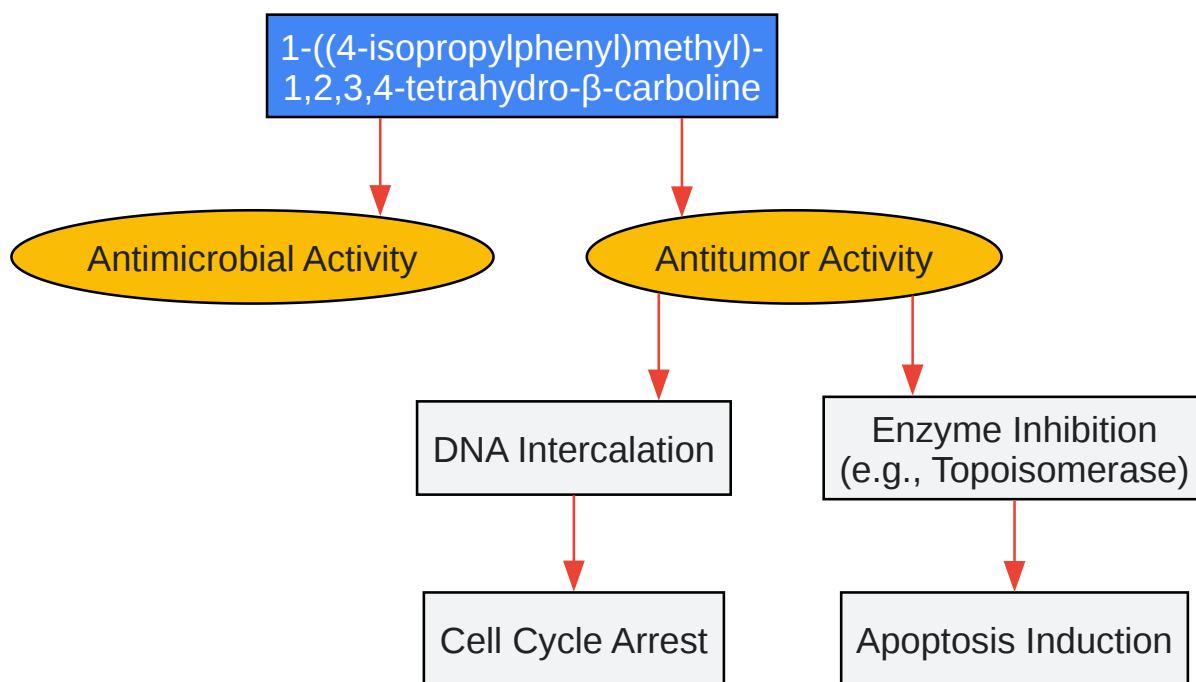 1-((4-isopropylphenyl)methyl)-
1,2,3,4-tetrahydro-β-carboline
Antimicrobial Activity
Antitumor Activity
DNA Intercalation
Enzyme Inhibition
(e.g., Topoisomerase)
Cell Cycle Arrest
Apoptosis Induction